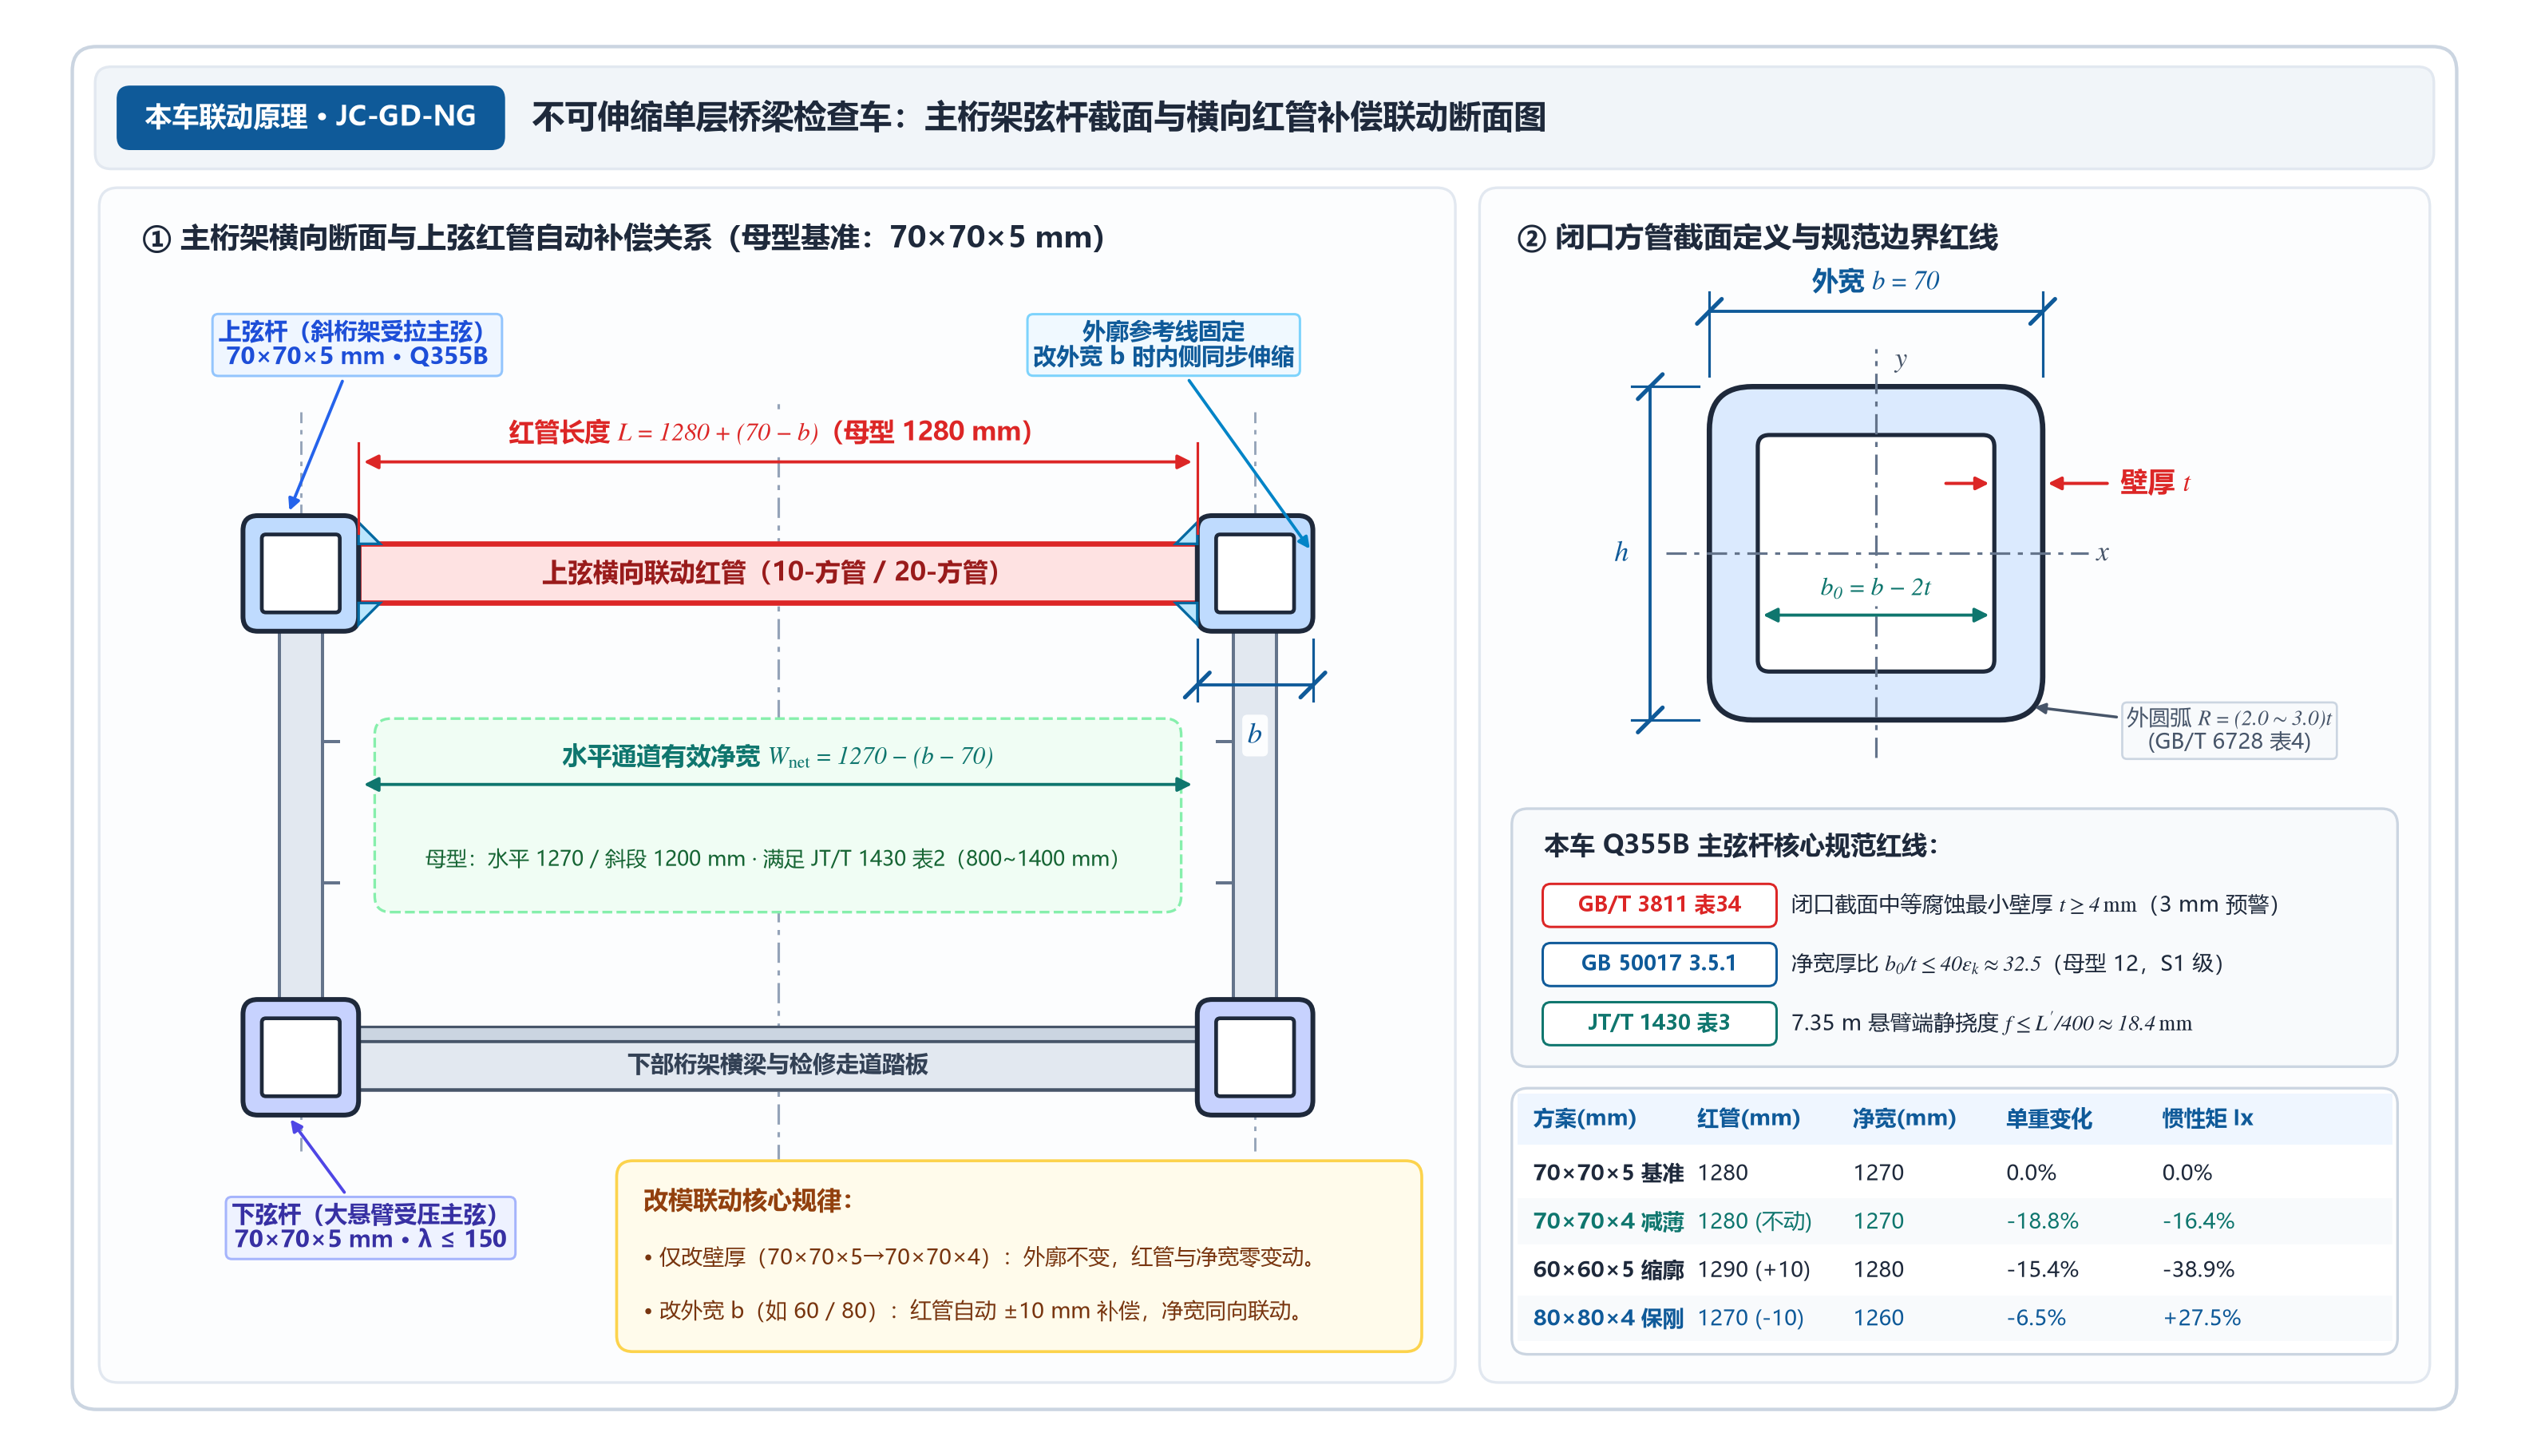 本车联动原理 • JC-GD-NG
不可伸缩单层桥梁检查车：主桁架弦杆截面与横向红管补偿联动断面图
① 主桁架横向断面与上弦红管自动补偿关系（母型基准：70×70×5 mm）
上弦杆（斜桁架受拉主弦）
70×70×5 mm • Q355B
外廓参考线固定
改外宽 b 时内侧同步伸缩
红管长度 L = 1280 + (70 − b)（母型 1280 mm）
上弦横向联动红管（10-方管 / 20-方管）
b
水平通道有效净宽 Wnet = 1270 − (b − 70)
母型：水平 1270 / 斜段 1200 mm · 满足 JT/T 1430 表2（800~1400 mm）
下部桁架横梁与检修走道踏板
下弦杆（大悬臂受压主弦）
70×70×5 mm • λ ≤ 150
改模联动核心规律：
• 仅改壁厚（70×70×5→70×70×4）：外廓不变，红管与净宽零变动。
• 改外宽 b（如 60 / 80）：红管自动 ±10 mm 补偿，净宽同向联动。
② 闭口方管截面定义与规范边界红线
外宽 b = 70
y
壁厚 t
h
x
b0 = b − 2t
外圆弧 R = (2.0 ~ 3.0)t
(GB/T 6728 表4)
本车 Q355B 主弦杆核心规范红线：
GB/T 3811 表34 闭口截面中等腐蚀最小壁厚 t ≥ 4 mm（3 mm 预警）
GB 50017 3.5.1 净宽厚比 b0/t ≤ 40εk ≈ 32.5（母型 12，S1 级）
JT/T 1430 表3 7.35 m 悬臂端静挠度 f ≤ L′/400 ≈ 18.4 mm
方案(mm) 红管(mm) 净宽(mm) 单重变化 惯性矩 Ix
70×70×5 基准 1280 1270 0.0% 0.0%
70×70×4 减薄 1280 (不动) 1270 -18.8% -16.4%
60×60×5 缩廓 1290 (+10) 1280 -15.4% -38.9%
80×80×4 保刚 1270 (-10) 1260 -6.5% +27.5%